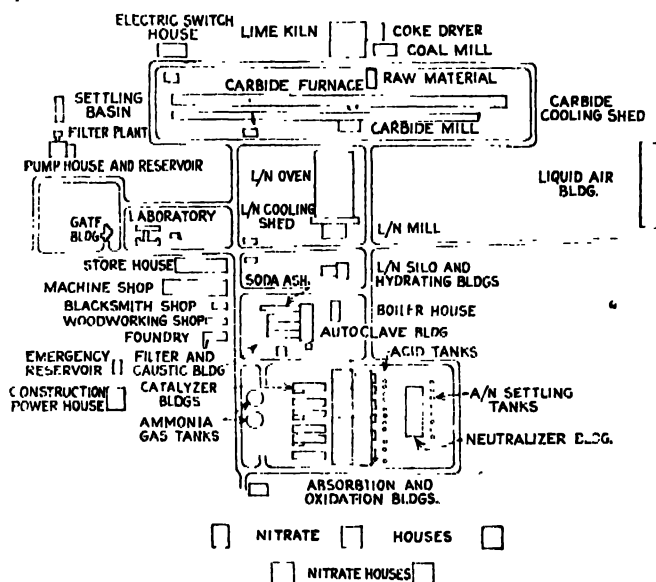 ELECTRIC SWITCH
HOUSE
LIME KILN
COKE DRYER
COAL MILL
CARBIDE FURNACE
RAW MATERIAL
SETTLING
BASIN
CARBIDE
COOLING SHED
FILTER PLANT
CARBIDE MILL
PUMP HOUSE AND RESERVOIR
L/N OVEN
LIQUID AIR
BLDG.
L/N COOLING
SHED
LABORATORY
GATE
BLDG
L/N MILL
STORE HOUSE
SODA ASH.
L/N SILO AND
HYDRATING BLDGS
MACHINE SHOP
BLACKSMITH SHOP
BOILER HOUSE
WOODWORKING SHOP
FOUNDRY
AUTOCLAVE BLDG
ACID TANKS
EMERGENCY
RESERVOIR
FILTER AND
CAUSTIC BLDG
CONSTRUCTION
POWER HOUSE
CATALYZER
BLDGS
A/N SETTLING
TANKS
AMMONIA
GAS TANKS
NEUTRALIZER BLDG.
ABSORBTION AND
OXIDATION BLDGS.
NITRATE HOUSES
NITRATE HOUSES